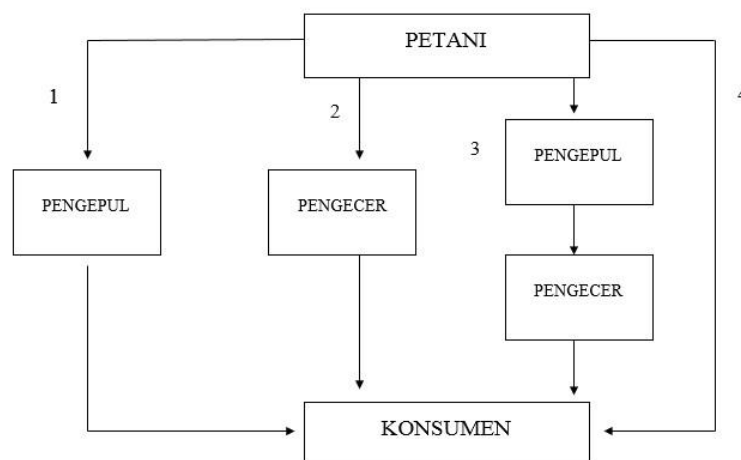 PETANI
1
2
3
4
PENGEPUL
PENGECER
PENGEPUL
PENGECER
KONSUMEN